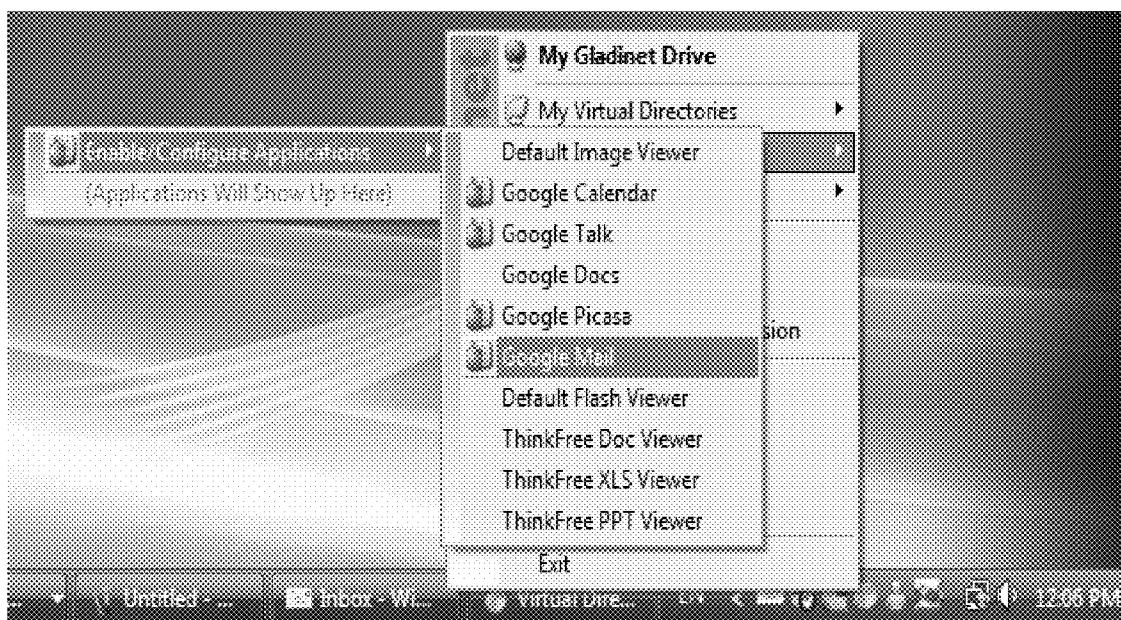 My Gladinet Drive
My Virtual Directories
Enable/Configure Applications
(Applications Will Show Up Here)
Default Image Viewer
Google Calendar
Google Talk
Google Docs
Google Picasa
Google Mail
Default Flash Viewer
ThinkFree Doc Viewer
ThinkFree XLS Viewer
ThinkFree PPT Viewer
sion
Exit
... Untitled - ... Inbox - Wi... Virtual Dire... 12:06 PM